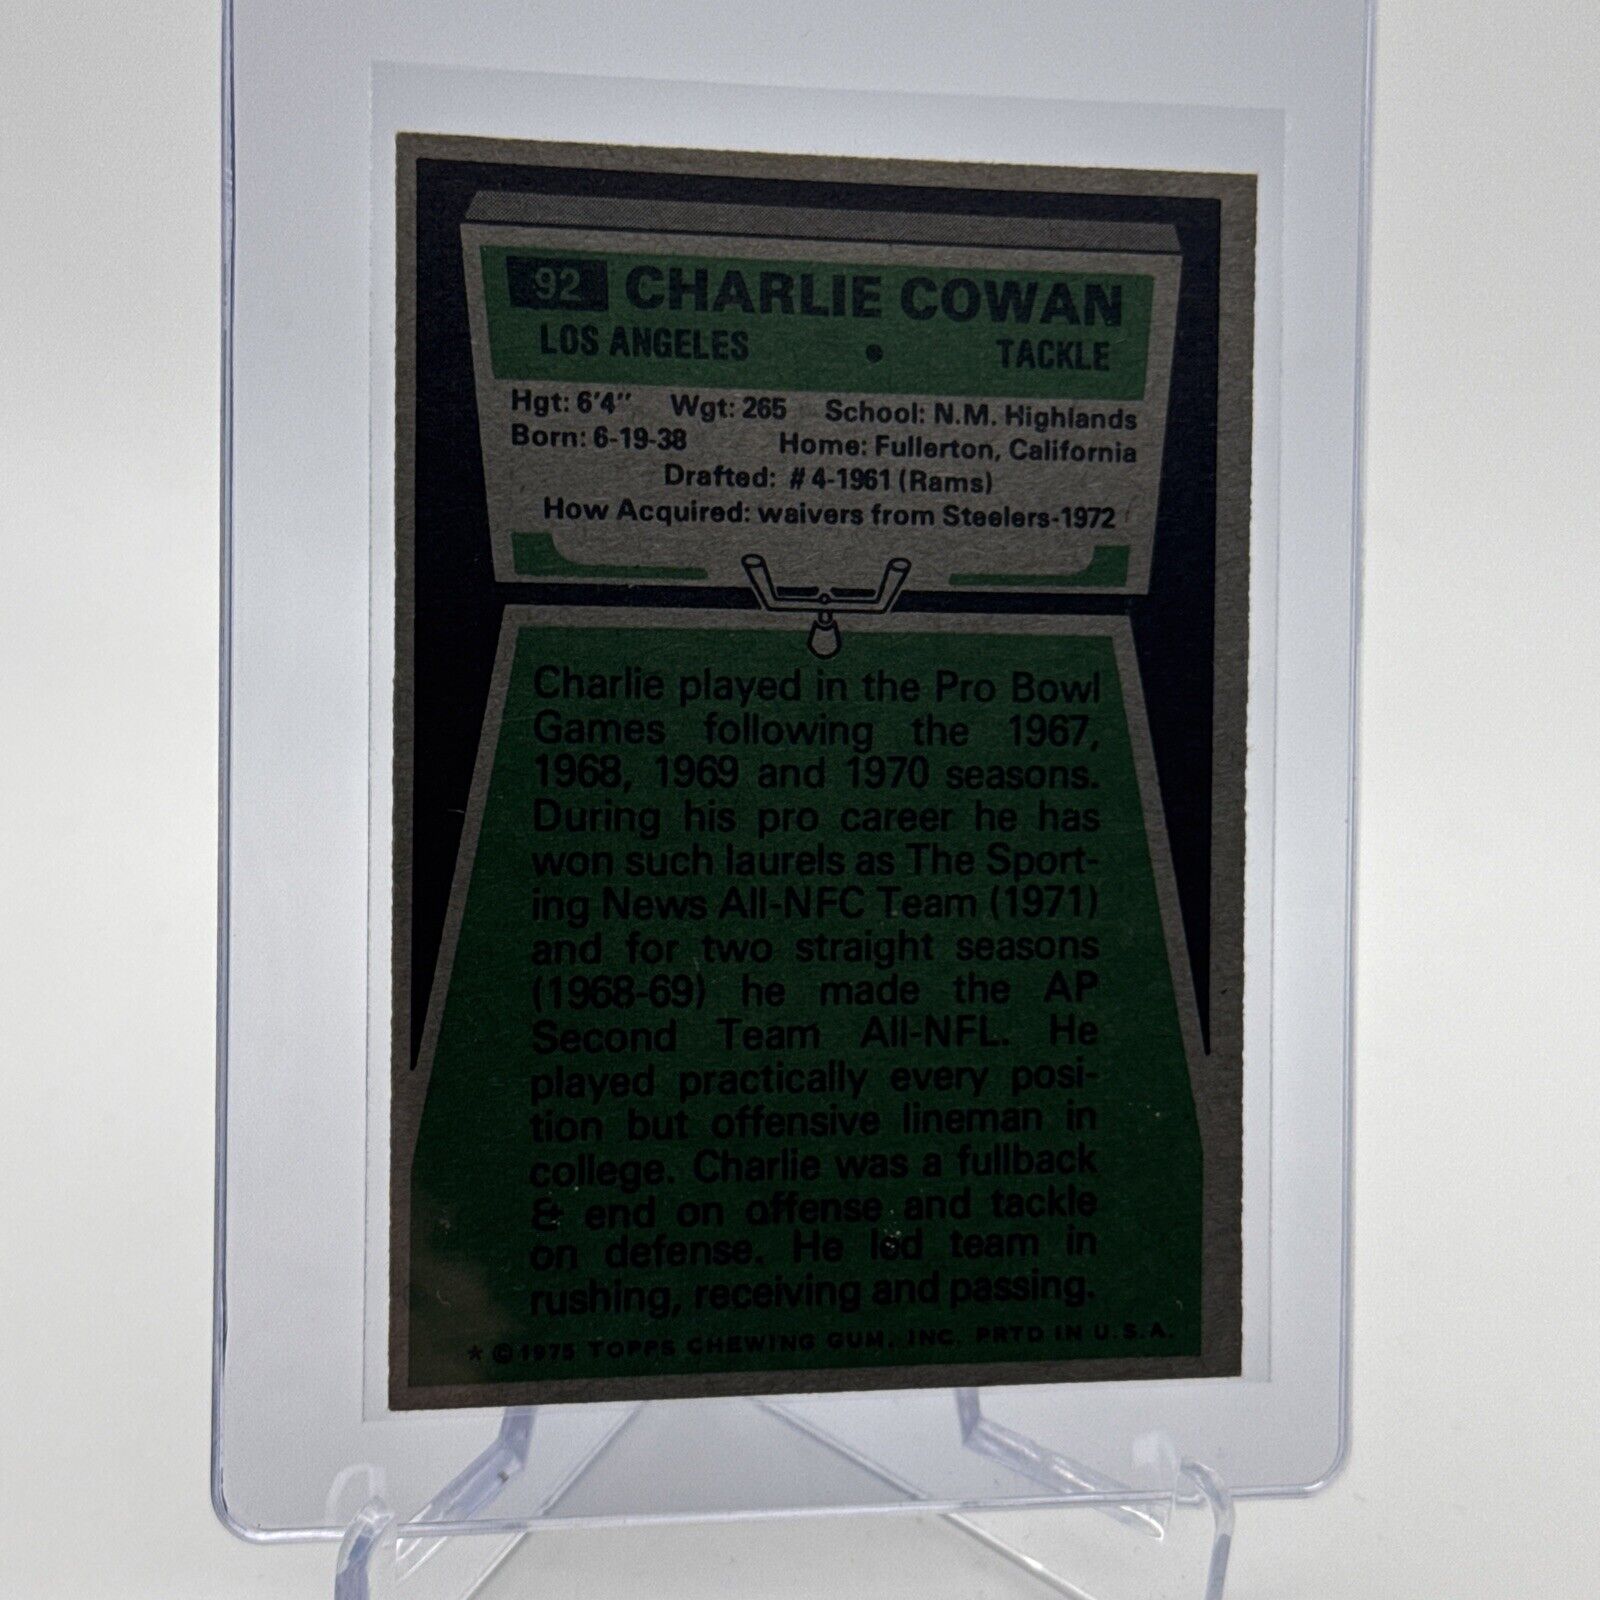 92 CHARLIE COWAN
LOS ANGELES • TACKLE
Hgt: 6'4" Wgt: 265 School: N.M. Highlands
Born: 6-19-38 Home: Fullerton, California
Drafted: #4-1961 (Rams)
How Acquired: waivers from Steelers-1972
Charlie played in the Pro Bowl
Games following the 1967,
1968, 1969 and 1970 seasons.
During his pro career he has
won such laurels as The Sport-
ing News All-NFC Team (1971)
and for two straight seasons
(1968-69) he made the AP
Second Team All-NFL. He
played practically every posi-
tion but offensive lineman in
college. Charlie was a fullback
& end on offense and tackle
on defense. He led team in
rushing, receiving and passing.
* © 1975 TOPPS CHEWING GUM, INC. PRTD IN U.S.A.